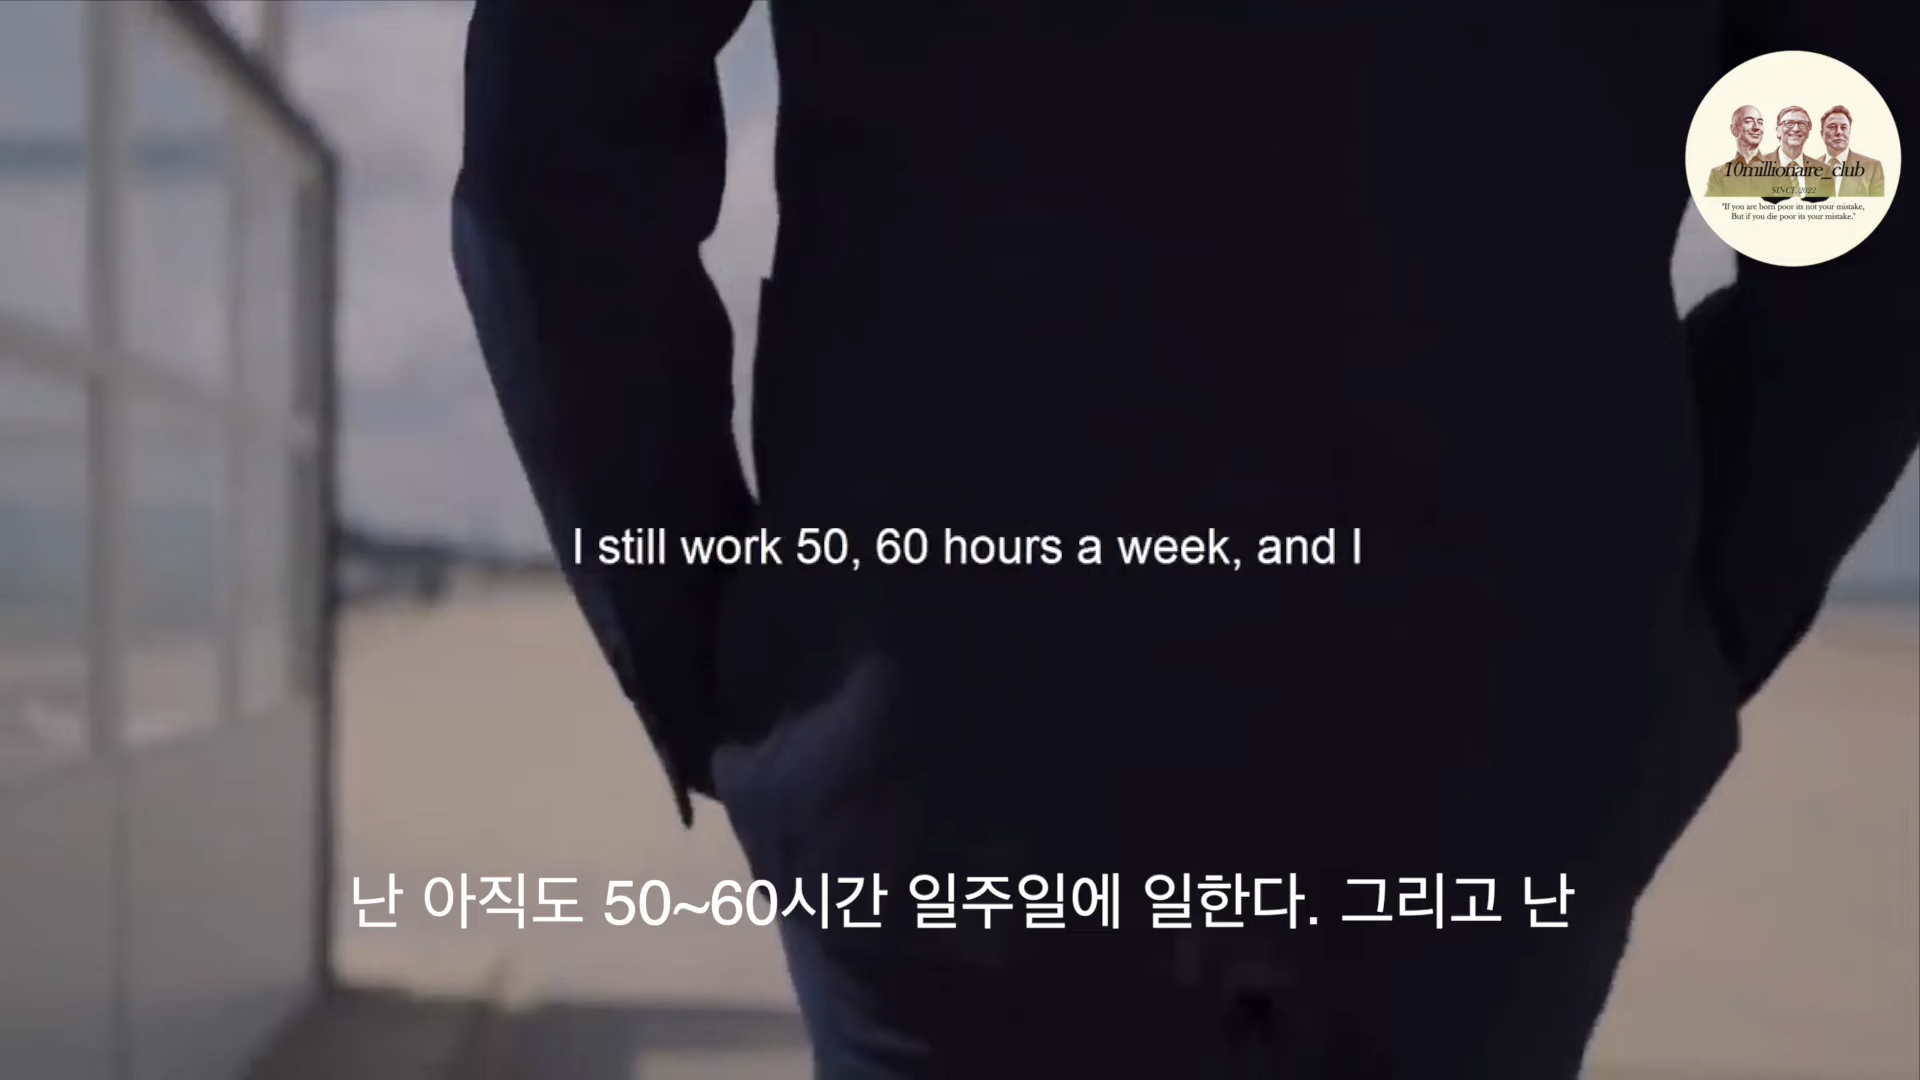 10millionaire_club
SINCE 2022
"If you are born poor its not your mistake,
But if you die poor its your mistake."
I still work 50, 60 hours a week, and I
난 아직도 50~60시간 일주일에 일한다. 그리고 난